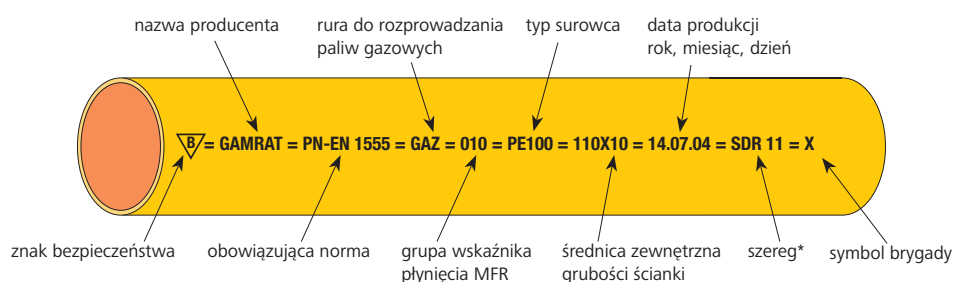 nazwa producenta
rura do rozprowadzania
paliw gazowych
typ surowca
data produkcji
rok, miesiąc, dzień
B = GAMRAT = PN-EN 1555 = GAZ = 010 = PE100 = 110X10 = 14.07.04 = SDR 11 = X
znak bezpieczeństwa
obowiązująca norma
grupa wskaźnika
płynięcia MFR
średnica zewnętrzna
grubości ścianki
szereg*
symbol brygady